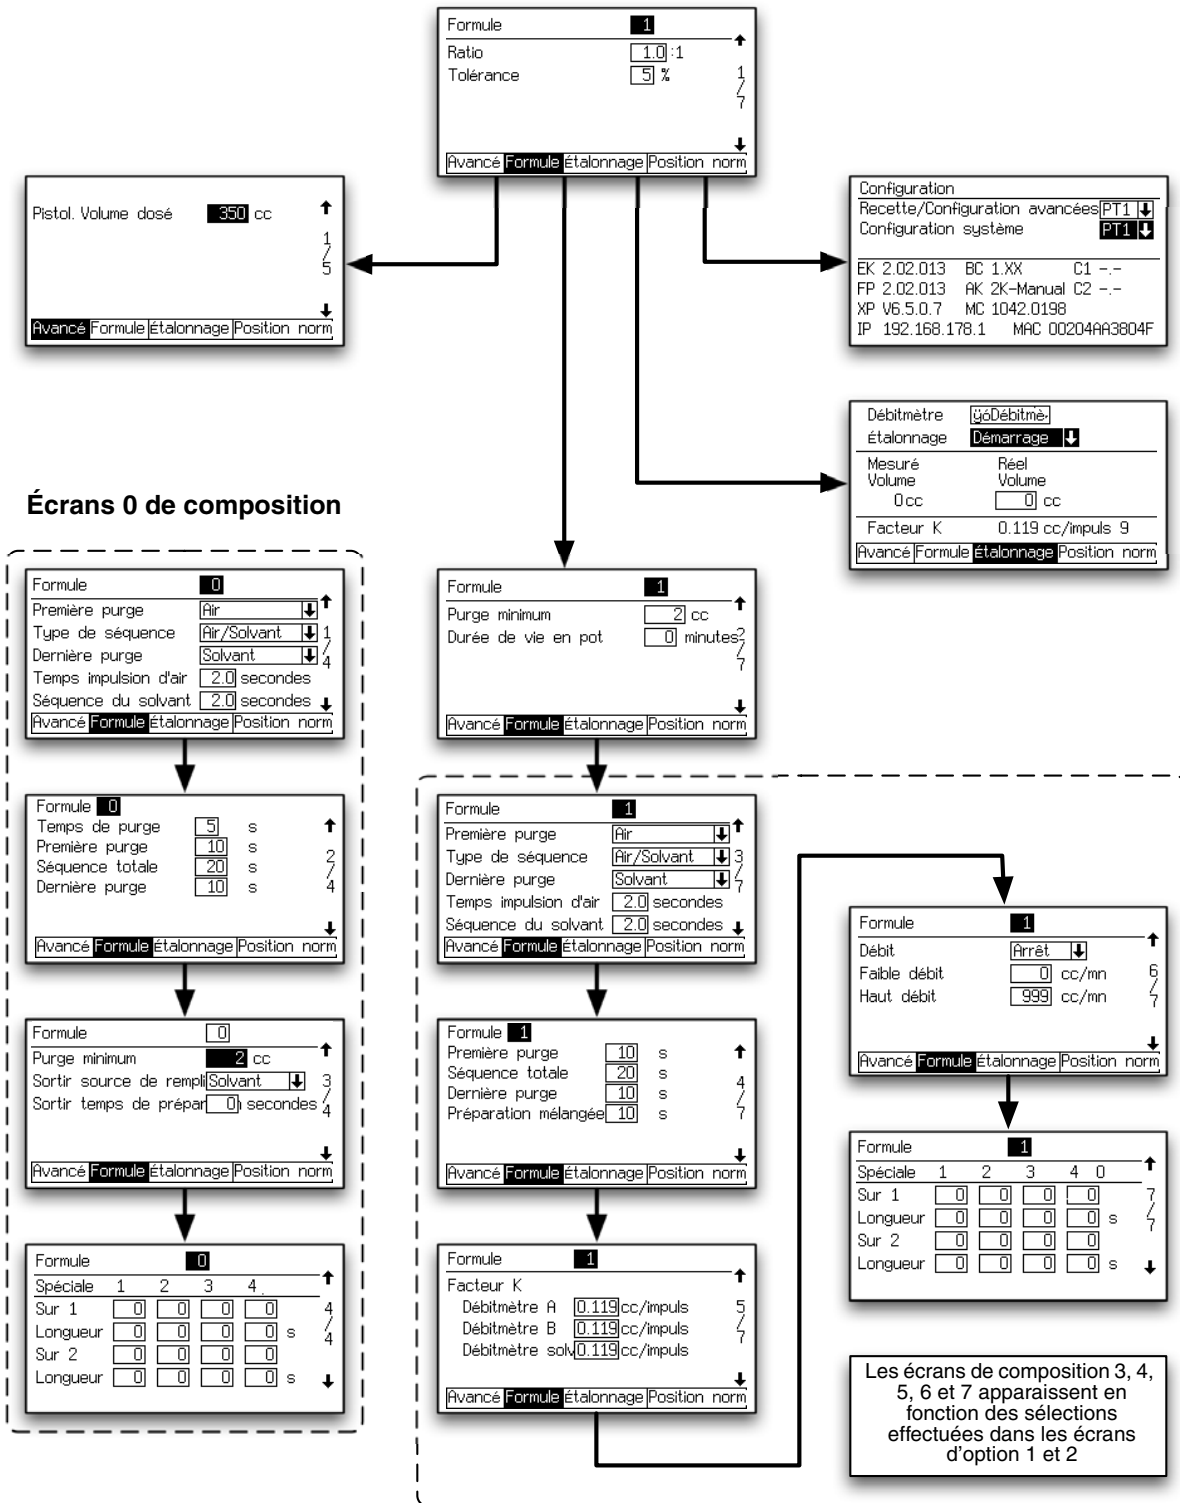 Formule 1
Ratio 1.0 :1
Tolérance 5 %
1/7
Avancé Formule Étalonnage Position norm
Pistol. Volume dosé 350 cc
1/5
Avancé Formule Étalonnage Position norm
Configuration
Recette/Configuration avancées PT1
Configuration système PT1
EK 2.02.013 BC 1.XX C1 -.-
FP 2.02.013 AK 2K-Manual C2 -.-
XP V6.5.0.7 MC 1042.0198
IP 192.168.178.1 MAC 00204AA3804F
Débitmètre ÿóDébitmè
Étalonnage Démarrage
Mesuré Réel
Volume Volume
0 cc 0 cc
Facteur K 0.119 cc/impuls 9
Avancé Formule Étalonnage Position norm
Écrans 0 de composition
Formule 0
Première purge Air
Type de séquence Air/Solvant
Dernière purge Solvant
Temps impulsion d'air 2.0 secondes
Séquence du solvant 2.0 secondes
1/4
Avancé Formule Étalonnage Position norm
Formule 0
Temps de purge 5 s
Première purge 10 s
Séquence totale 20 s
Dernière purge 10 s
2/4
Avancé Formule Étalonnage Position norm
Formule 0
Purge minimum 2 cc
Sortir source de rempli Solvant
Sortir temps de prépar 0 secondes
3/4
Avancé Formule Étalonnage Position norm
Formule 0
Spéciale 1 2 3 4
Sur 1 0 0 0 0
Longueur 0 0 0 0 s
Sur 2 0 0 0 0
Longueur 0 0 0 0 s
4/4
Formule 1
Purge minimum 2 cc
Durée de vie en pot 0 minutes
2/7
Avancé Formule Étalonnage Position norm
Formule 1
Première purge Air
Type de séquence Air/Solvant
Dernière purge Solvant
Temps impulsion d'air 2.0 secondes
Séquence du solvant 2.0 secondes
3/7
Avancé Formule Étalonnage Position norm
Formule 1
Première purge 10 s
Séquence totale 20 s
Dernière purge 10 s
Préparation mélangée 10 s
4/7
Avancé Formule Étalonnage Position norm
Formule 1
Facteur K
Débitmètre A 0.119 cc/impuls
Débitmètre B 0.119 cc/impuls
Débitmètre solv 0.119 cc/impuls
5/7
Avancé Formule Étalonnage Position norm
Formule 1
Débit Arrêt
Faible débit 0 cc/mn
Haut débit 999 cc/mn
6/7
Avancé Formule Étalonnage Position norm
Formule 1
Spéciale 1 2 3 4 0
Sur 1 0 0 0 0
Longueur 0 0 0 0 s
Sur 2 0 0 0 0
Longueur 0 0 0 0 s
7/7
Les écrans de composition 3, 4,
5, 6 et 7 apparaissent en
fonction des sélections
effectuées dans les écrans
d'option 1 et 2